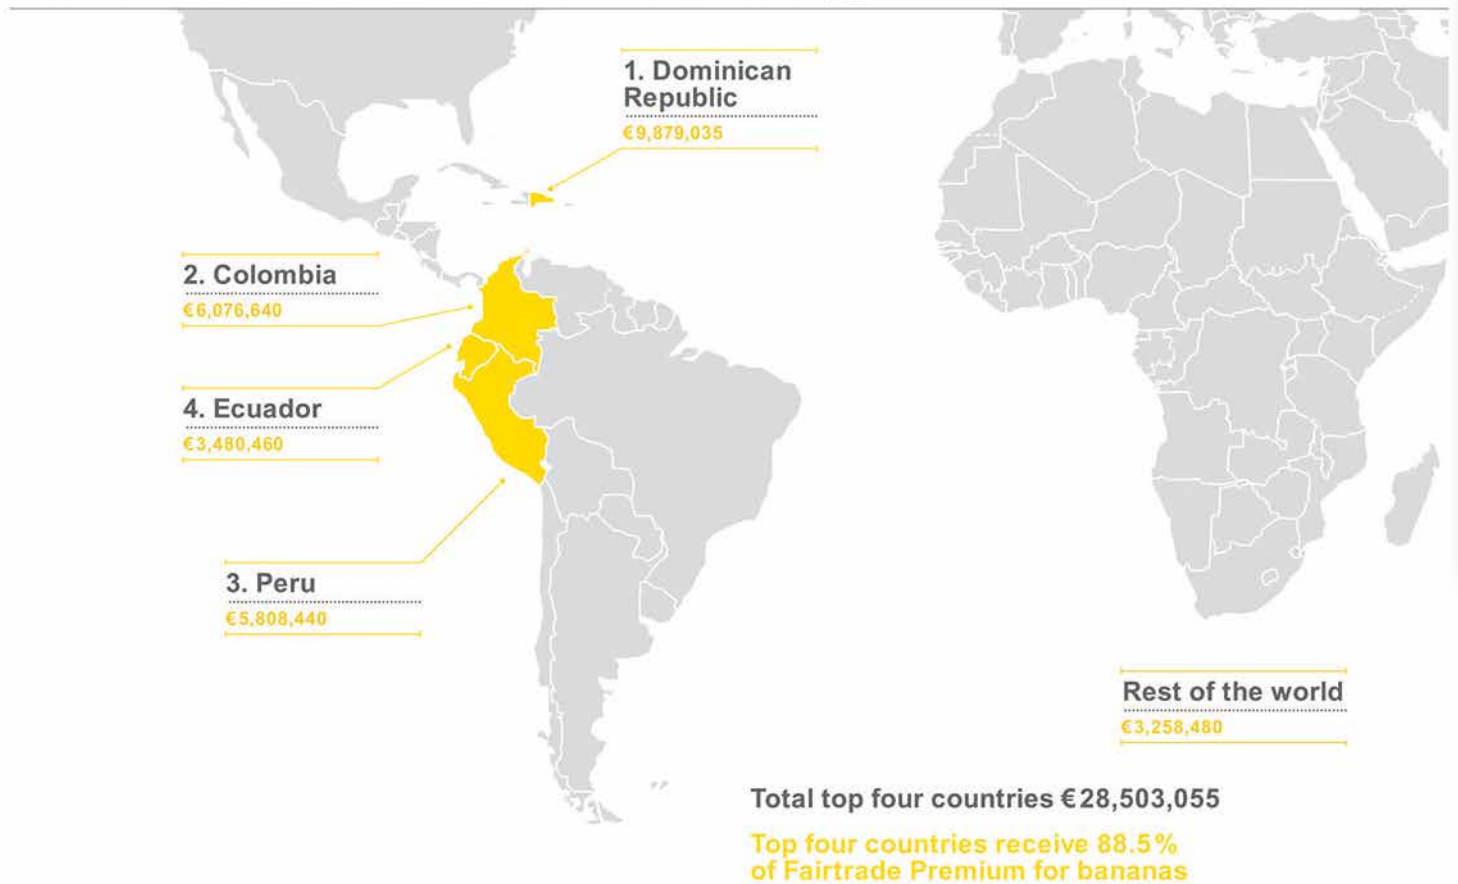 1. Dominican
Republic
€9,879,035
2. Colombia
€6,076,640
4. Ecuador
€3,480,460
3. Peru
€5,808,440
Rest of the world
€3,258,480
Total top four countries €28,503,055
Top four countries receive 88.5%
of Fairtrade Premium for bananas